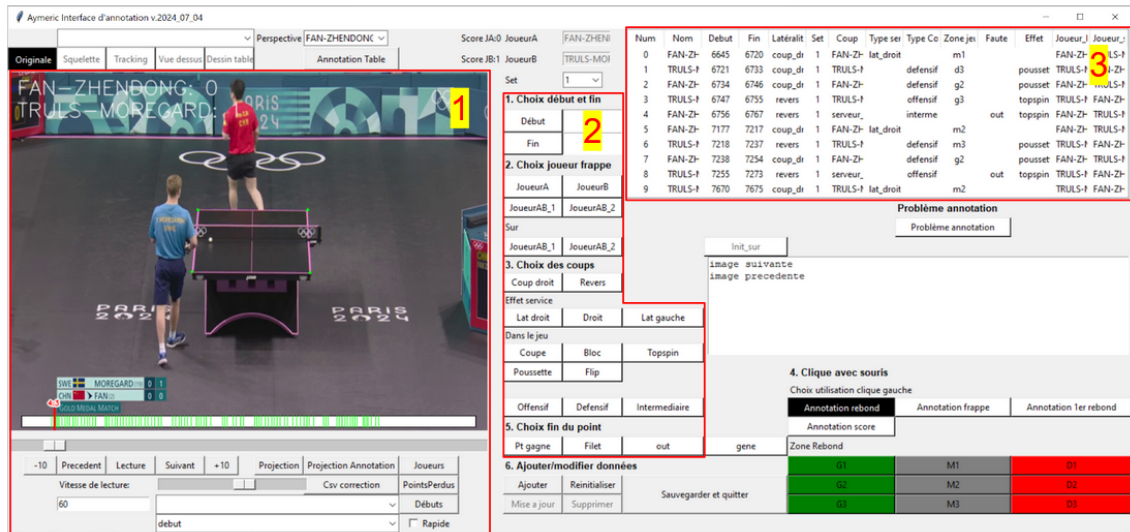 Aymeric Interface d'annotation v.2024_07_04
Perspective FAN-ZHENDONG
Score JA:0 JoueurA FAN-ZHENI
Originale Squelette Tracking Vue dessus Dessin table Annotation Table
Score JB:1 JoueurB TRULS-MOI
Set 1
FAN-ZHENDONG: 0
TRULS-MOREGARD:
1
PARIS
2024
PARIS
2024
PARIS
2024
SWE MOREGARD 0 1
CHN FAN 0 0
GOLD MEDAL MATCH
-10 Precedent Lecture Suivant +10 Projection Projection Annotation Joueurs
Vitesse de lecture: Csv correction PointsPerdus
60 Débuts
debut Rapide
1. Choix début et fin
Début
2
Fin
2. Choix joueur frappe
JoueurA JoueurB
JoueurAB_1 JoueurAB_2
Sur
JoueurAB_1 JoueurAB_2
3. Choix des coups
Coup droit Revers
Effet service
Lat droit Droit Lat gauche
Dans le jeu
Coupe Bloc Topspin
Poussette Flip
Offensif Defensif Intermediaire
5. Choix fin du point
Pt gagne Filet out gene
6. Ajouter/modifier données
Ajouter Reinitialiser
Mise a jour Supprimer
Sauvegarder et quitter
Num Nom Debut Fin Latéralit Set Coup Type ser Type Co Zone jeu Faute Effet Joueur_l Joueur_s
3
0 FAN-ZH 6645 6720 coup_di 1 FAN-ZH lat_droit m1 FAN-ZH
1 TRULS-M 6721 6733 coup_di 1 TRULS-M defensif d3 pousset TRULS-M
2 FAN-ZH 6734 6746 coup_di 1 FAN-ZH defensif g2 pousset FAN-ZH TRULS-M
3 TRULS-M 6747 6755 revers 1 TRULS-M offensif g3 topspin TRULS-M FAN-ZH
4 FAN-ZH 6756 6767 revers 1 serveur_ interme out topspin FAN-ZH TRULS-M
5 FAN-ZH 7177 7217 coup_di 1 FAN-ZH lat_droit m2 FAN-ZH TRULS-M
6 TRULS-M 7218 7237 revers 1 TRULS-M defensif m3 pousset TRULS-M FAN-ZH
7 FAN-ZH 7238 7254 coup_di 1 FAN-ZH defensif g2 pousset FAN-ZH TRULS-M
8 TRULS-M 7255 7273 revers 1 serveur_ offensif out topspin TRULS-M FAN-ZH
9 TRULS-M 7670 7675 coup_di 1 TRULS-M lat_droit m2 TRULS-M FAN-ZH
Problème annotation
Problème annotation
Init_sur
image suivante
image precedente
4. Clique avec souris
Choix utilisation clique gauche
Annotation rebond Annotation frappe Annotation 1er rebond
Annotation score
Zone Rebond
G1 M1 D1
G2 M2 D2
G3 M3 D3